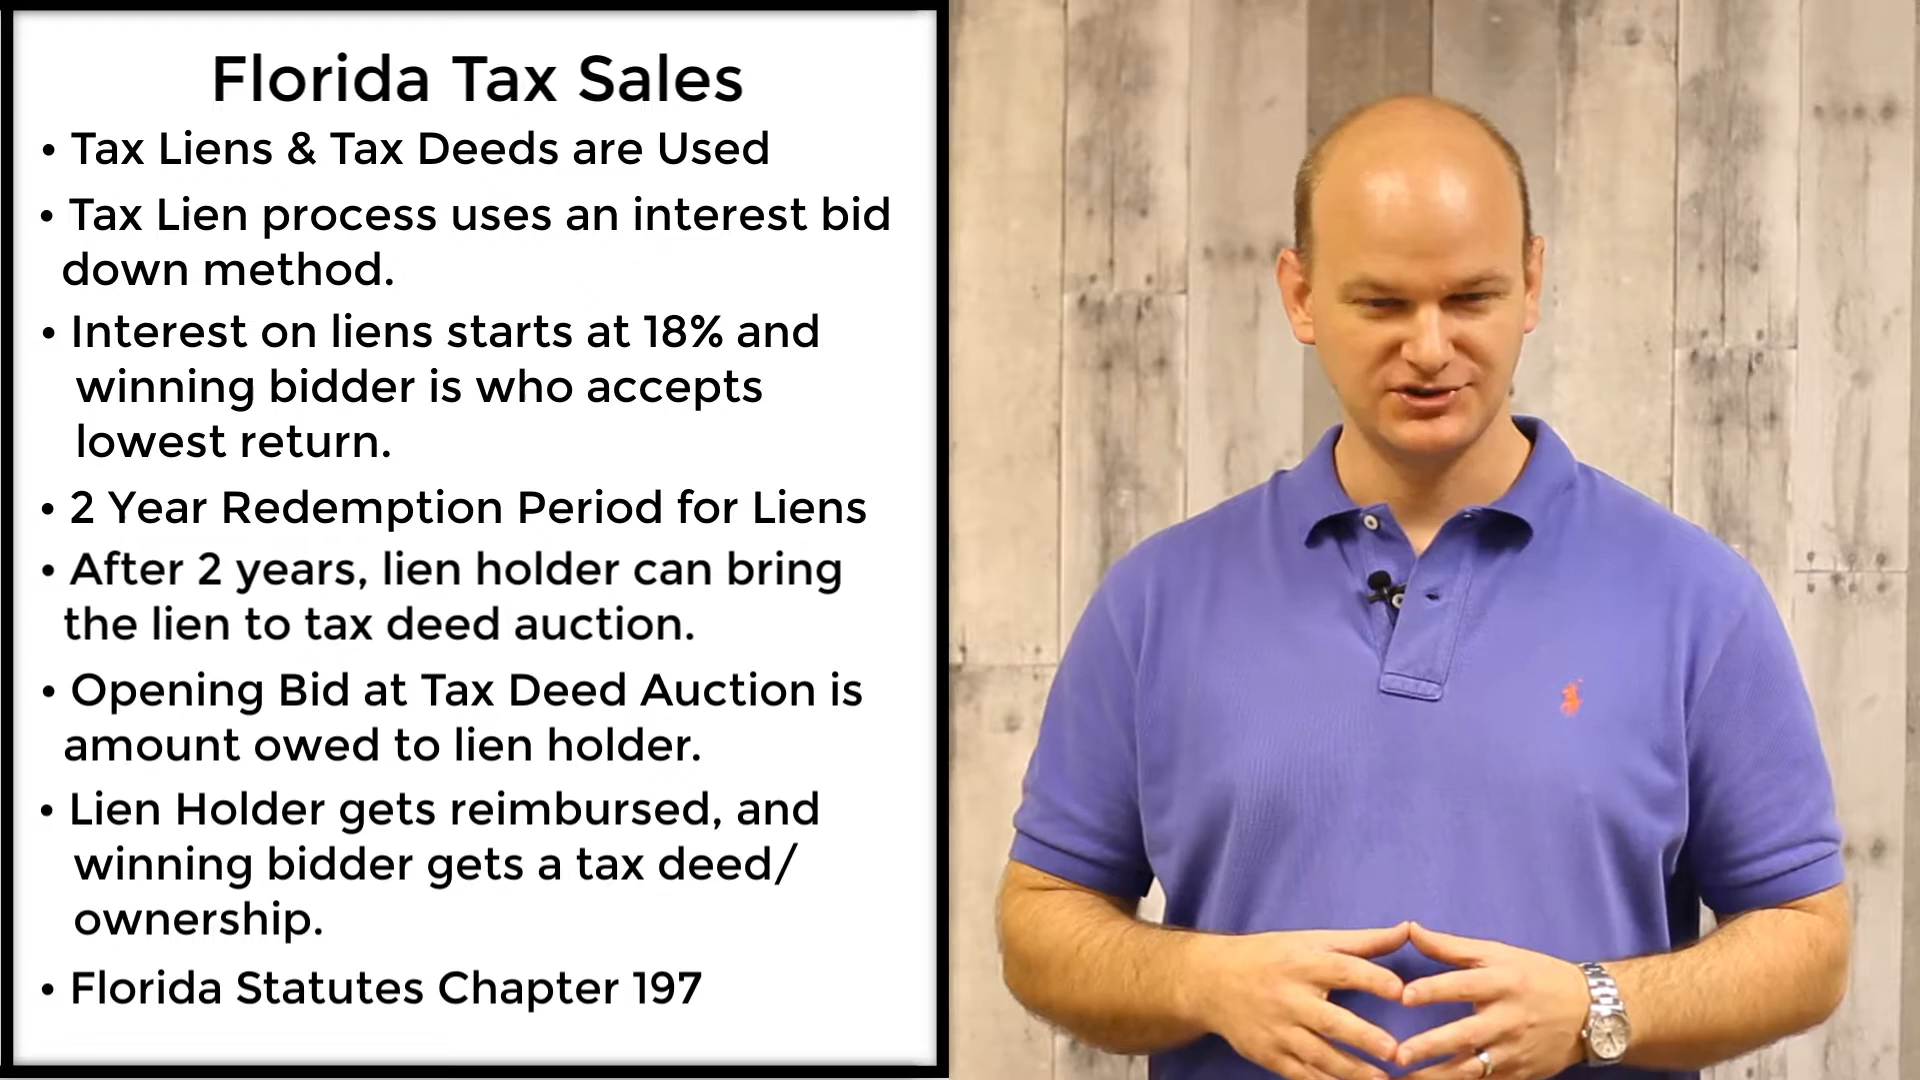 Florida Tax Sales
• Tax Liens & Tax Deeds are Used
• Tax Lien process uses an interest bid
down method.
• Interest on liens starts at 18% and
winning bidder is who accepts
lowest return.
• 2 Year Redemption Period for Liens
• After 2 years, lien holder can bring
the lien to tax deed auction.
• Opening Bid at Tax Deed Auction is
amount owed to lien holder.
• Lien Holder gets reimbursed, and
winning bidder gets a tax deed/
ownership.
• Florida Statutes Chapter 197